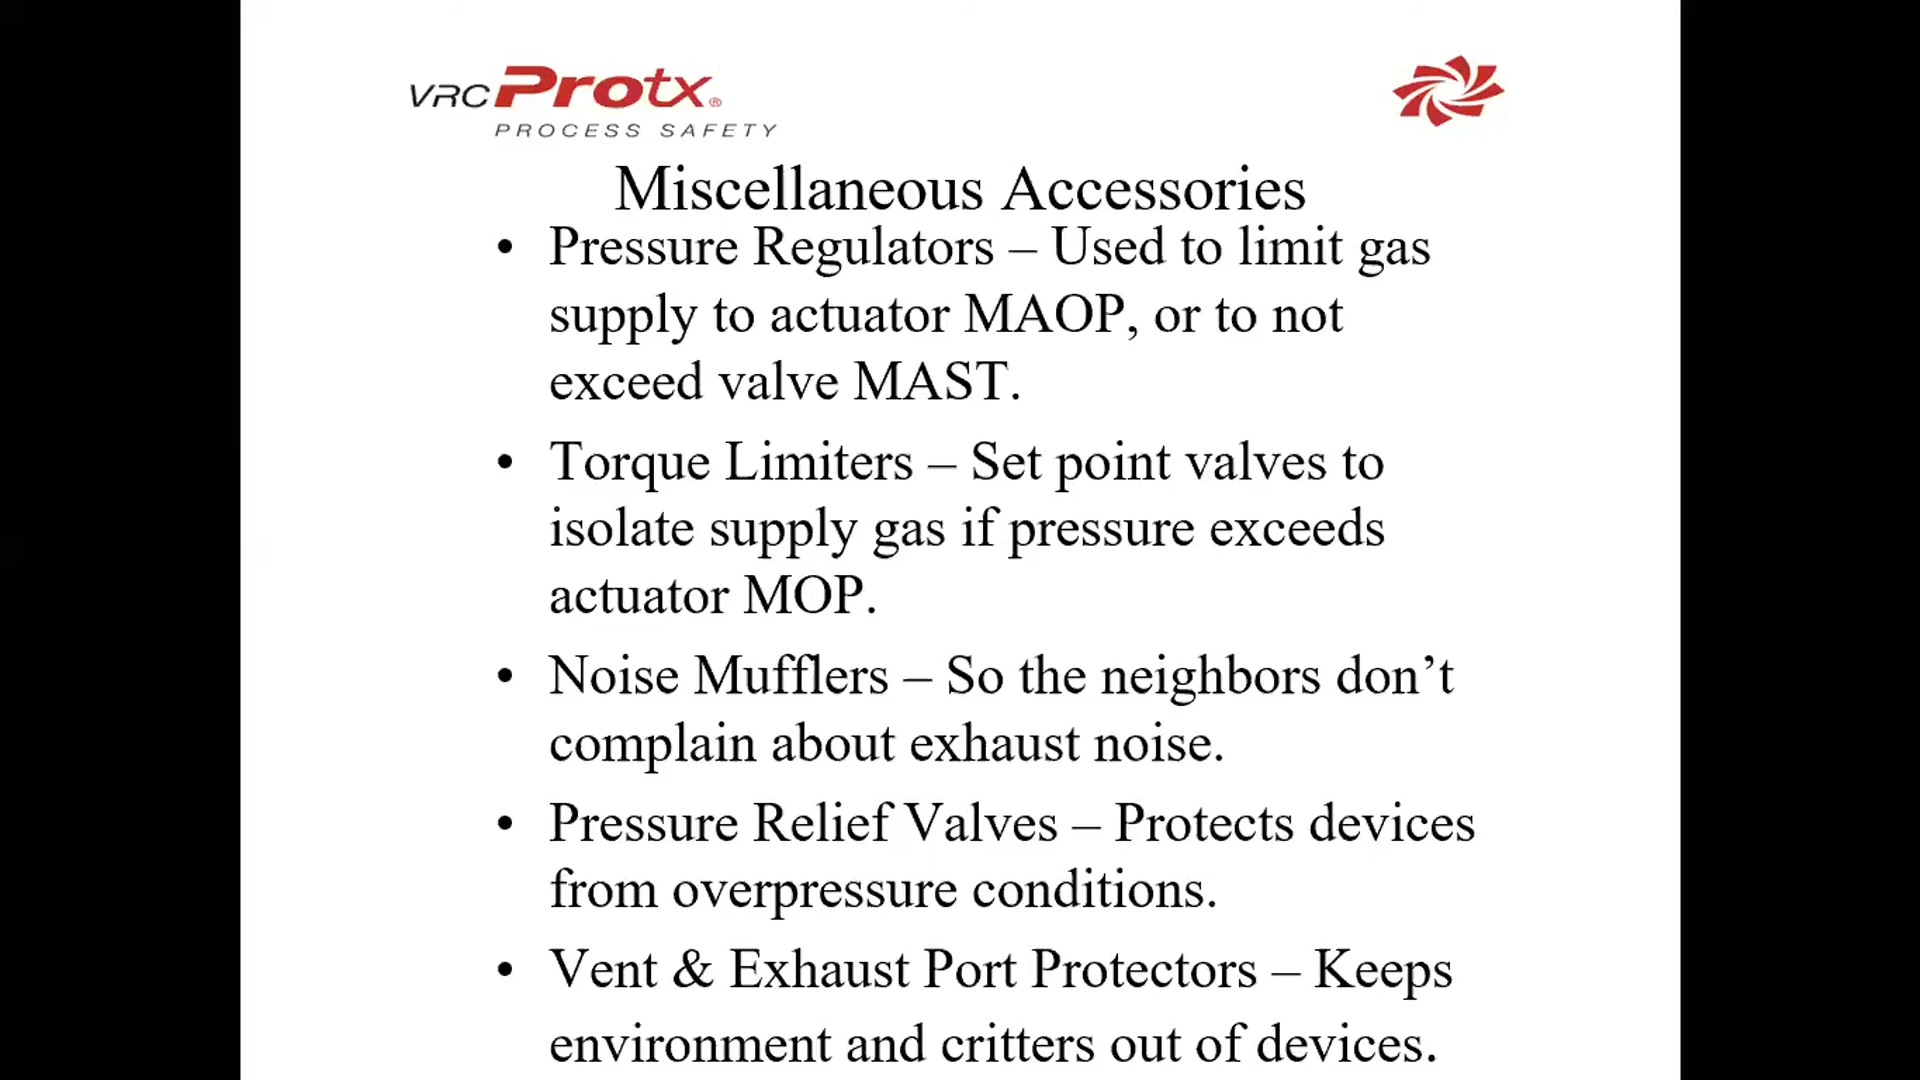 VRC Protx®
PROCESS SAFETY
Miscellaneous Accessories
• Pressure Regulators – Used to limit gas
supply to actuator MAOP, or to not
exceed valve MAST.
• Torque Limiters – Set point valves to
isolate supply gas if pressure exceeds
actuator MOP.
• Noise Mufflers – So the neighbors don’t
complain about exhaust noise.
• Pressure Relief Valves – Protects devices
from overpressure conditions.
• Vent & Exhaust Port Protectors – Keeps
environment and critters out of devices.